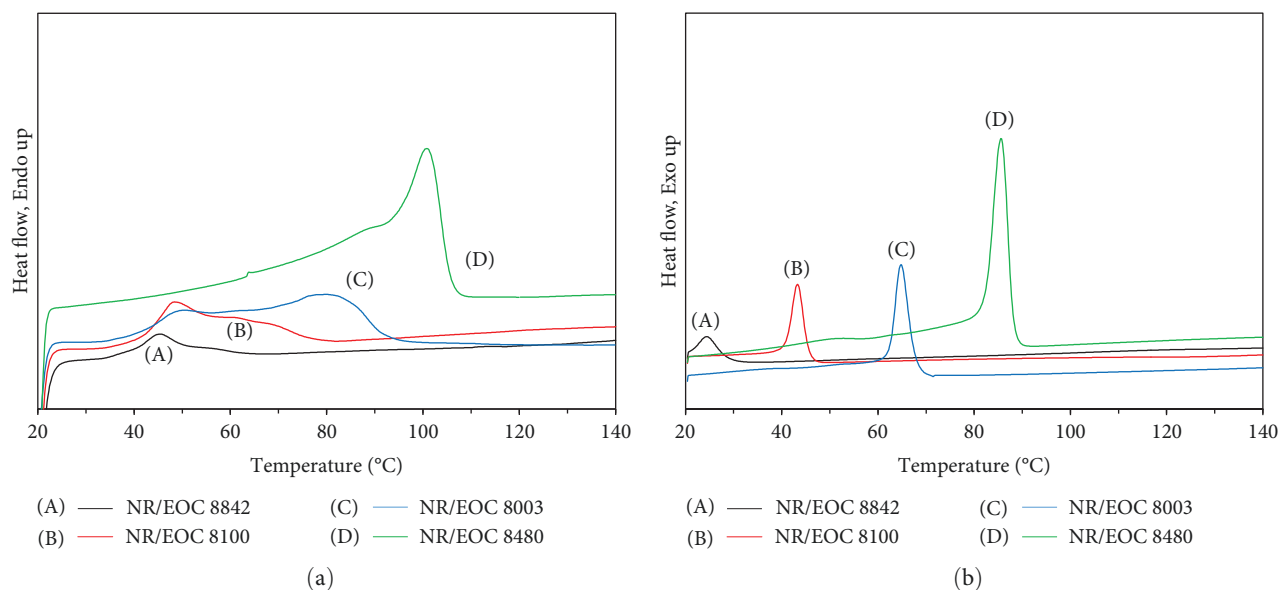 Heat flow, Endo up
(D)
(C)
(B)
(A)
20 40 60 80 100 120 140
Temperature (°C)
(A) NR/EOC 8842 (C) NR/EOC 8003
(B) NR/EOC 8100 (D) NR/EOC 8480
(a)
Heat flow, Exo up
(D)
(C)
(B)
(A)
20 40 60 80 100 120 140
Temperature (°C)
(A) NR/EOC 8842 (C) NR/EOC 8003
(B) NR/EOC 8100 (D) NR/EOC 8480
(b)